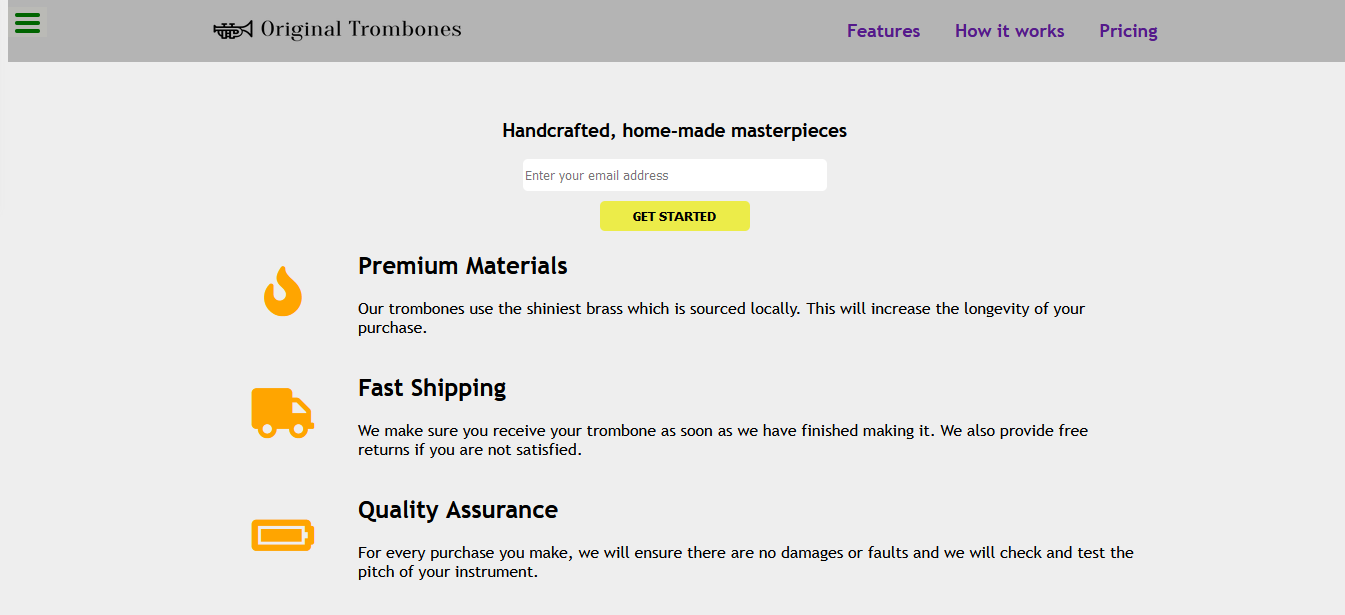 Original Trombones
Features
How it works
Pricing
Handcrafted, home-made masterpieces
Enter your email address
GET STARTED
Premium Materials
Our trombones use the shiniest brass which is sourced locally. This will increase the longevity of your
purchase.
Fast Shipping
We make sure you receive your trombone as soon as we have finished making it. We also provide free
returns if you are not satisfied.
Quality Assurance
For every purchase you make, we will ensure there are no damages or faults and we will check and test the
pitch of your instrument.